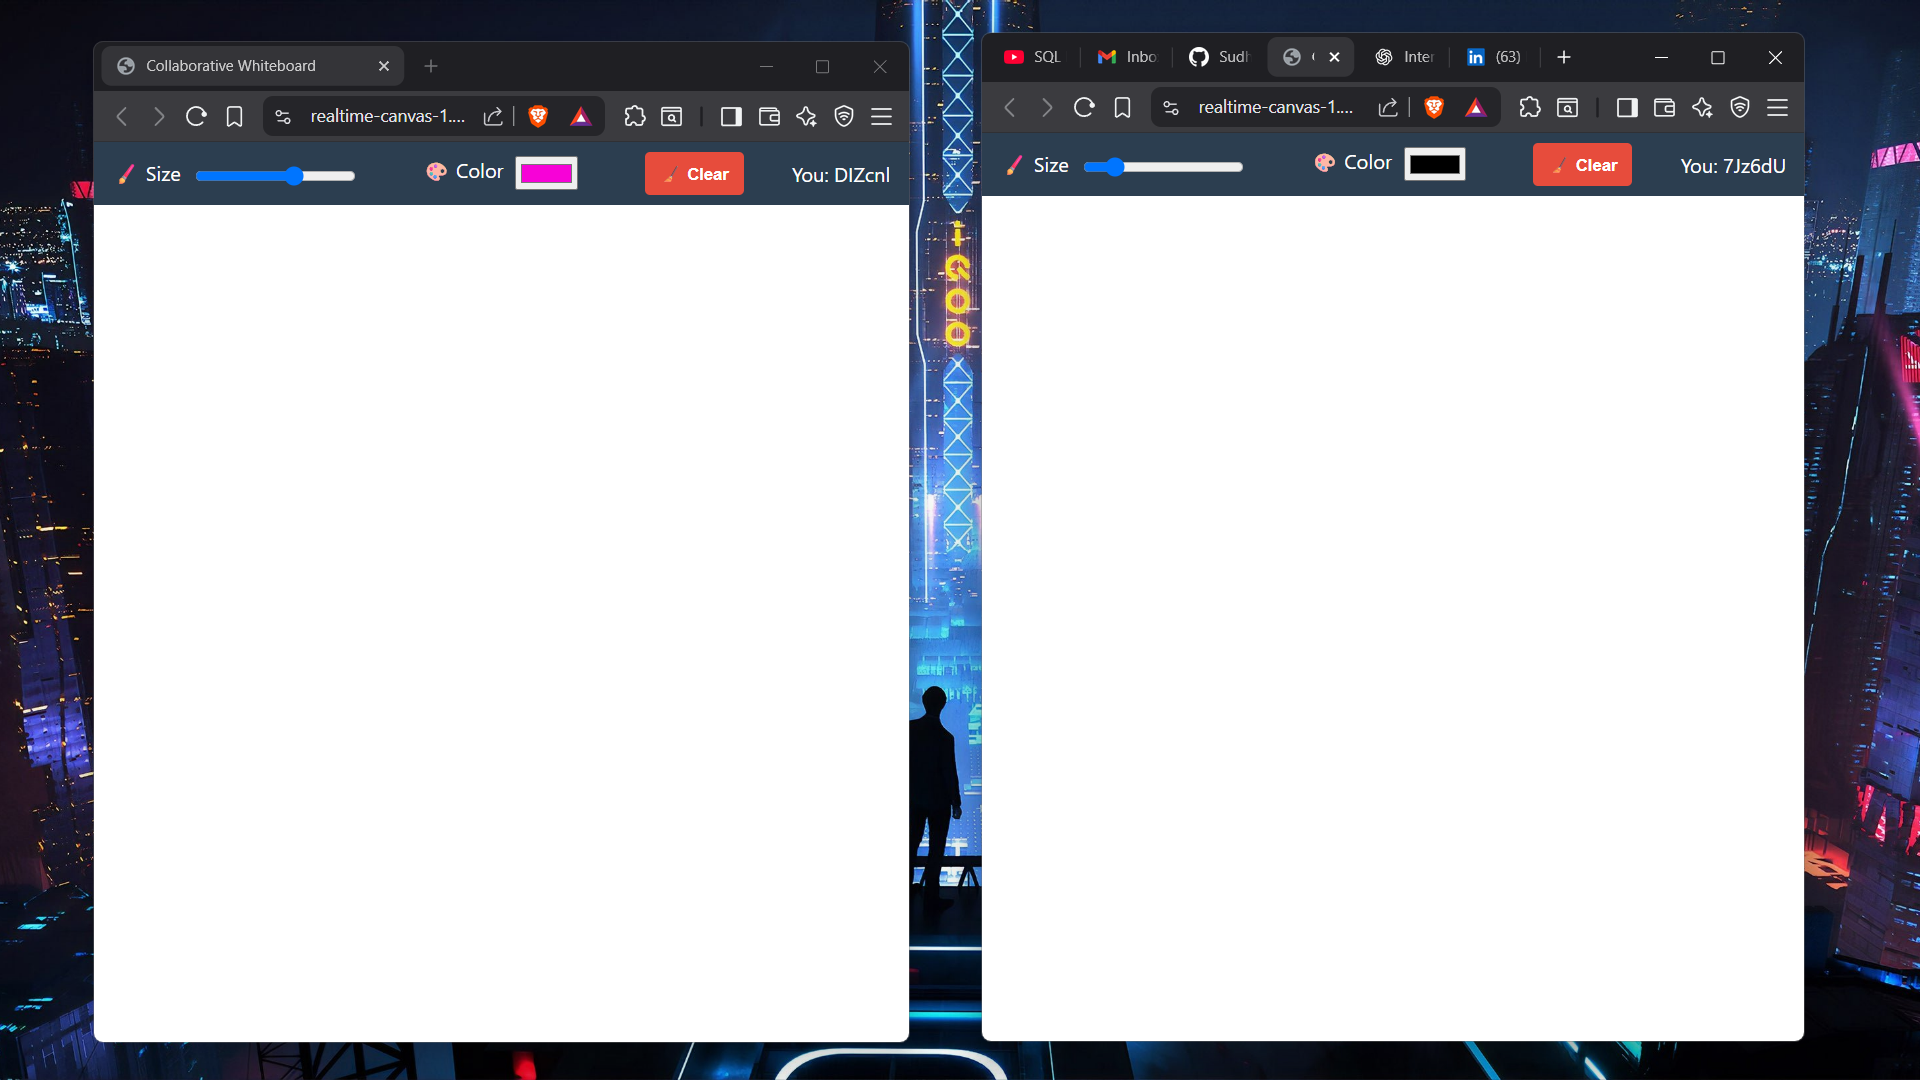 Collaborative Whiteboard
realtime-canvas-1....
Size
Color
Clear
You: DIZcnl
SQL
Inbo
Sudh
Inter
(63)
realtime-canvas-1....
Size
Color
Clear
You: 7Jz6dU